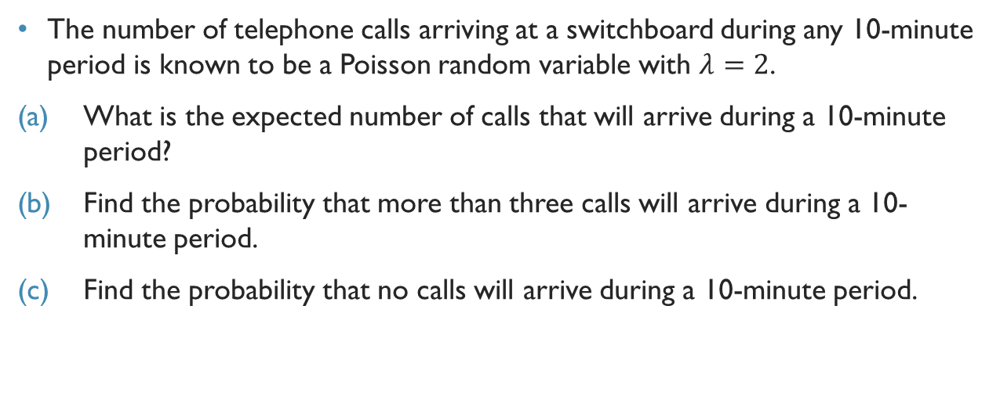 • The number of telephone calls arriving at a switchboard during any 10-minute
period is known to be a Poisson random variable with λ = 2.
(a) What is the expected number of calls that will arrive during a 10-minute
period?
(b) Find the probability that more than three calls will arrive during a 10-
minute period.
(c) Find the probability that no calls will arrive during a 10-minute period.